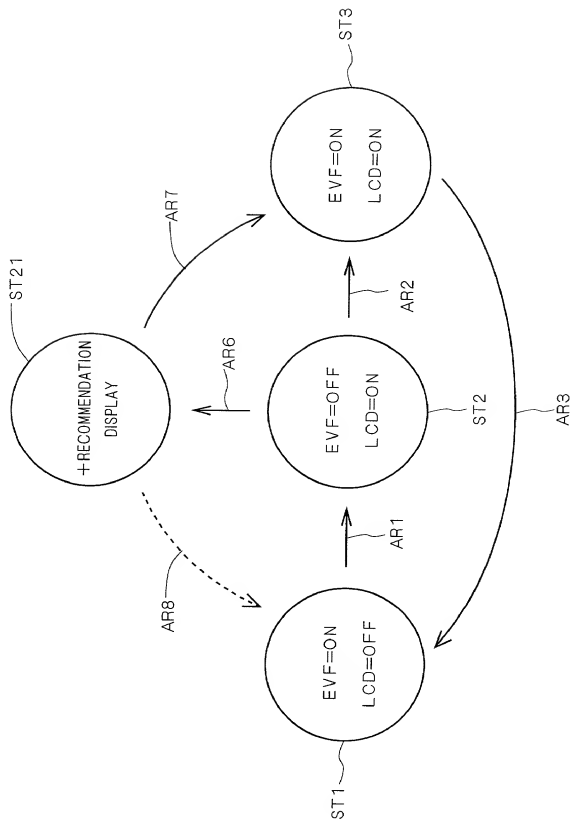 ST21
+RECOMMENDATION
DISPLAY
AR8
AR6
AR7
ST1
EVF=ON
LCD=OFF
AR1
EVF=OFF
LCD=ON
ST2
AR2
EVF=ON
LCD=ON
ST3
AR3